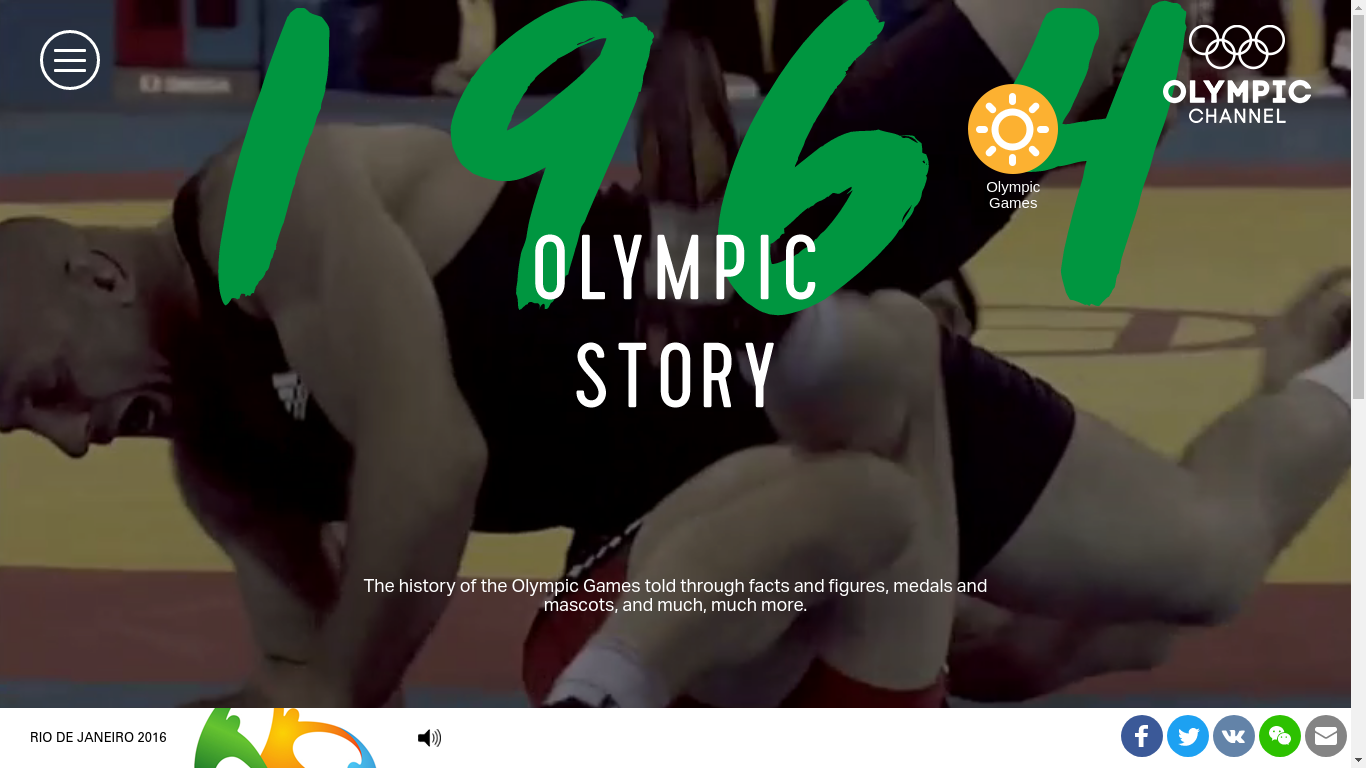 1964
OLYMPIC
CHANNEL
Olympic
Games
OLYMPIC
STORY
The history of the Olympic Games told through facts and figures, medals and
mascots, and much, much more.
RIO DE JANEIRO 2016